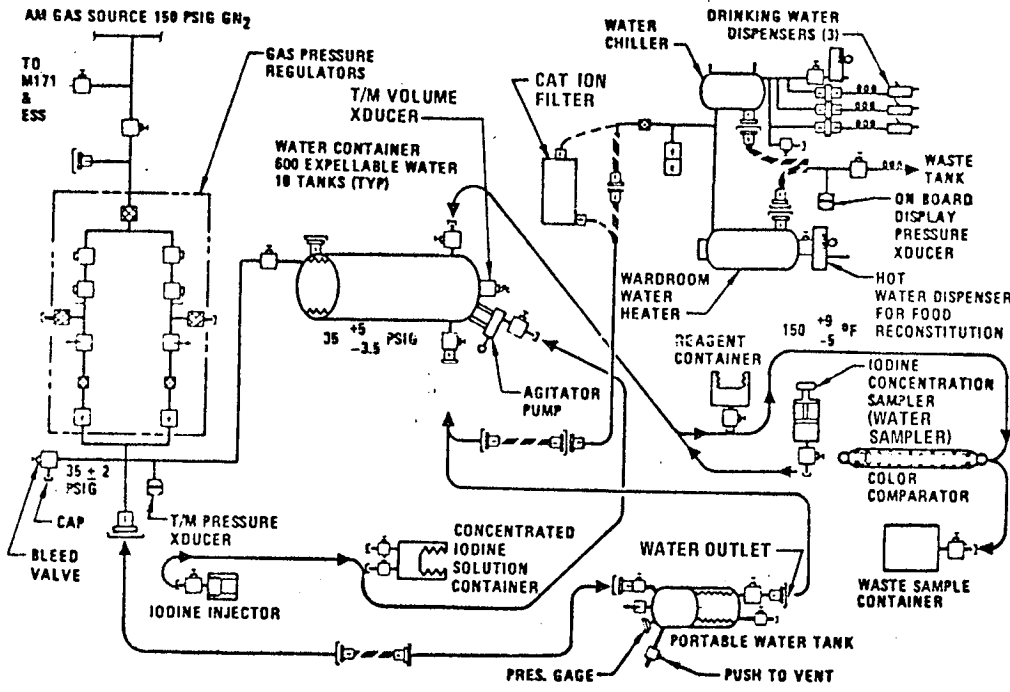 AM GAS SOURCE 150 PSIG GN2
TO
M171
&
ESS
GAS PRESSURE
REGULATORS
T/M VOLUME
XDUCER
WATER CONTAINER
600 EXPELLABLE WATER
10 TANKS (TYP)
CAT ION
FILTER
WATER
CHILLER
DRINKING WATER
DISPENSERS (3)
WASTE
TANK
ON BOARD
DISPLAY
PRESSURE
XDUCER
WARDROOM
WATER
HEATER
HOT
WATER DISPENSER
FOR FOOD
RECONSTITUTION
150 +9 -5 °F
35 +5 -3.5 PSIG
AGITATOR
PUMP
REAGENT
CONTAINER
IODINE
CONCENTRATION
SAMPLER
(WATER
SAMPLER)
COLOR
COMPARATOR
35 ± 2
PSIG
CAP
BLEED
VALVE
T/M PRESSURE
XDUCER
IODINE INJECTOR
CONCENTRATED
IODINE
SOLUTION
CONTAINER
WATER OUTLET
WASTE SAMPLE
CONTAINER
PORTABLE WATER TANK
PRES. GAGE
PUSH TO VENT